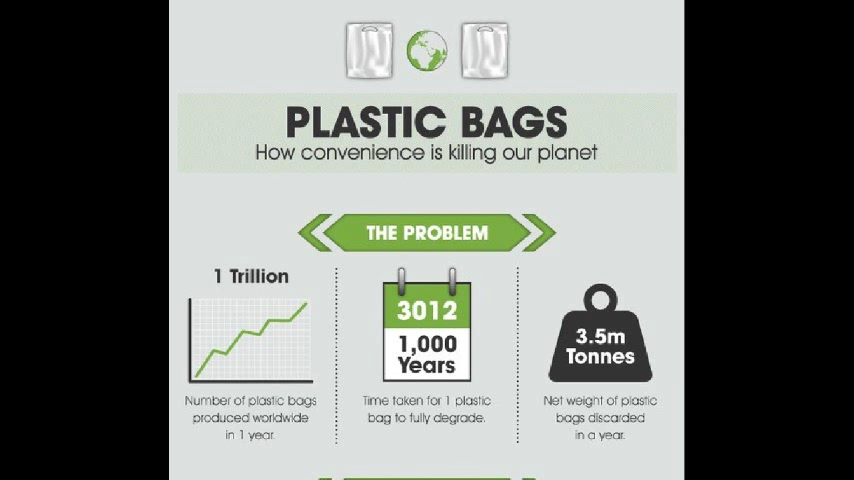 PLASTIC BAGS
How convenience is killing our planet
THE PROBLEM
1 Trillion
Number of plastic bags
produced worldwide
in 1 year.
3012
1,000
Years
Time taken for 1 plastic
bag to fully degrade.
3.5m
Tonnes
Net weight of plastic
bags discarded
in a year.